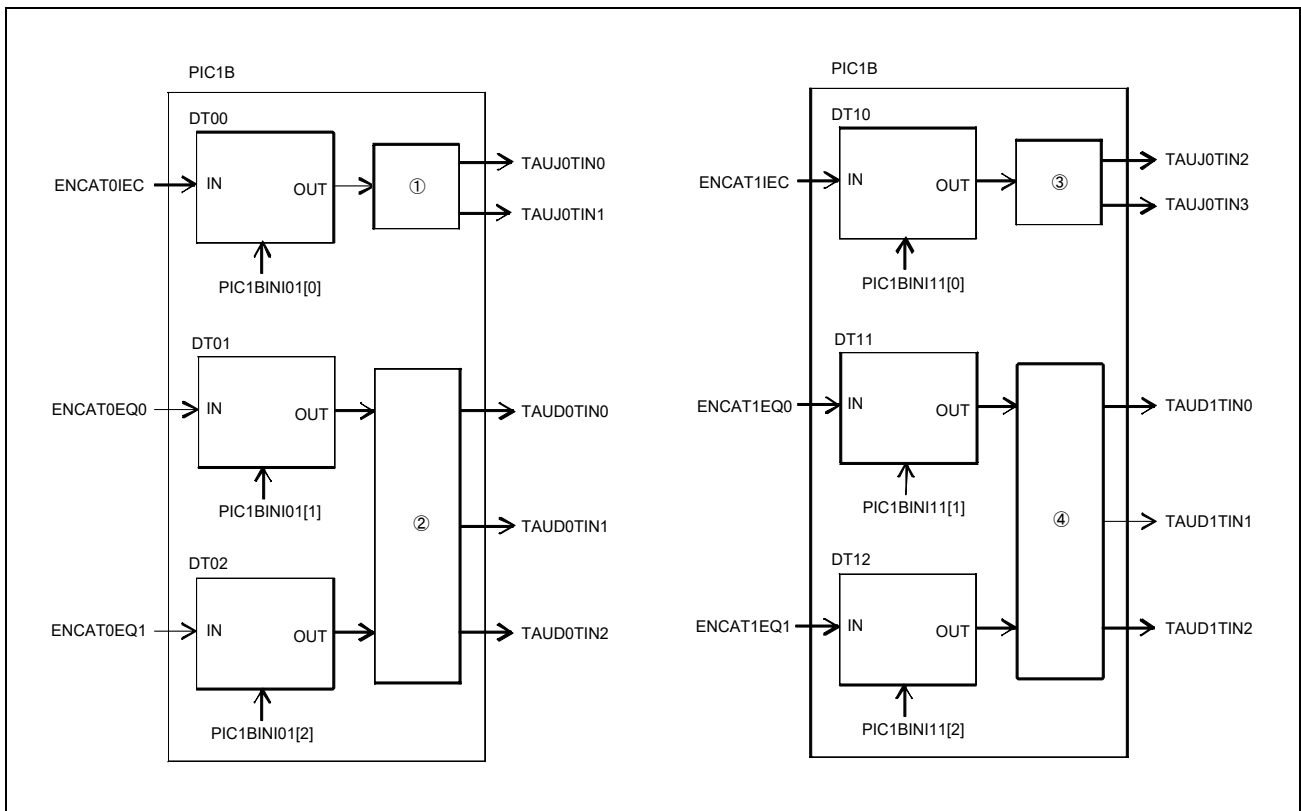 PIC1B
DT00
ENCAT0IEC
IN
OUT
①
TAUJ0TIN0
TAUJ0TIN1
PIC1BINI01[0]
DT01
ENCAT0EQ0
IN
OUT
②
TAUD0TIN0
TAUD0TIN1
TAUD0TIN2
PIC1BINI01[1]
DT02
ENCAT0EQ1
IN
OUT
PIC1BINI01[2]
PIC1B
DT10
ENCAT1IEC
IN
OUT
③
TAUJ0TIN2
TAUJ0TIN3
PIC1BINI11[0]
DT11
ENCAT1EQ0
IN
OUT
④
TAUD1TIN0
TAUD1TIN1
TAUD1TIN2
PIC1BINI11[1]
DT12
ENCAT1EQ1
IN
OUT
PIC1BINI11[2]